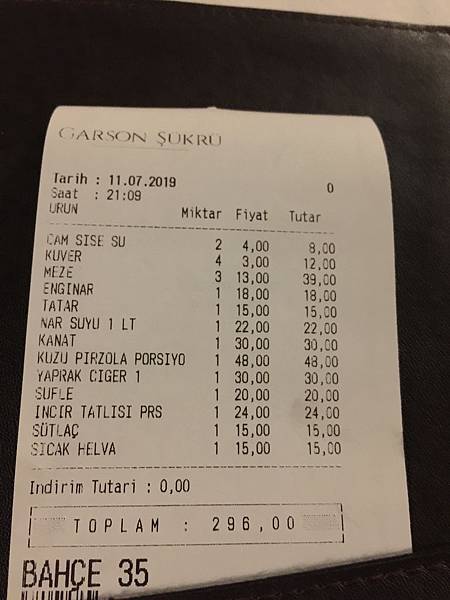 GARSON ŞÜKRÜ
Tarih : 11.07.2019
Saat : 21:09 0
URUN Miktar Fiyat Tutar
CAM SISE SU 2 4,00 8,00
KUVER 4 3,00 12,00
MEZE 3 13,00 39,00
ENGINAR 1 18,00 18,00
TATAR 1 15,00 15,00
NAR SUYU 1 LT 1 22,00 22,00
KANAT 1 30,00 30,00
KUZU PIRZOLA PORSIYO 1 48,00 48,00
YAPRAK CIGER 1 1 30,00 30,00
SUFLE 1 20,00 20,00
INCIR TATLISI PRS 1 24,00 24,00
SÜTLAÇ 1 15,00 15,00
SICAK HELVA 1 15,00 15,00
Indirim Tutari : 0,00
TOPLAM : 296,00
BAHÇE 35